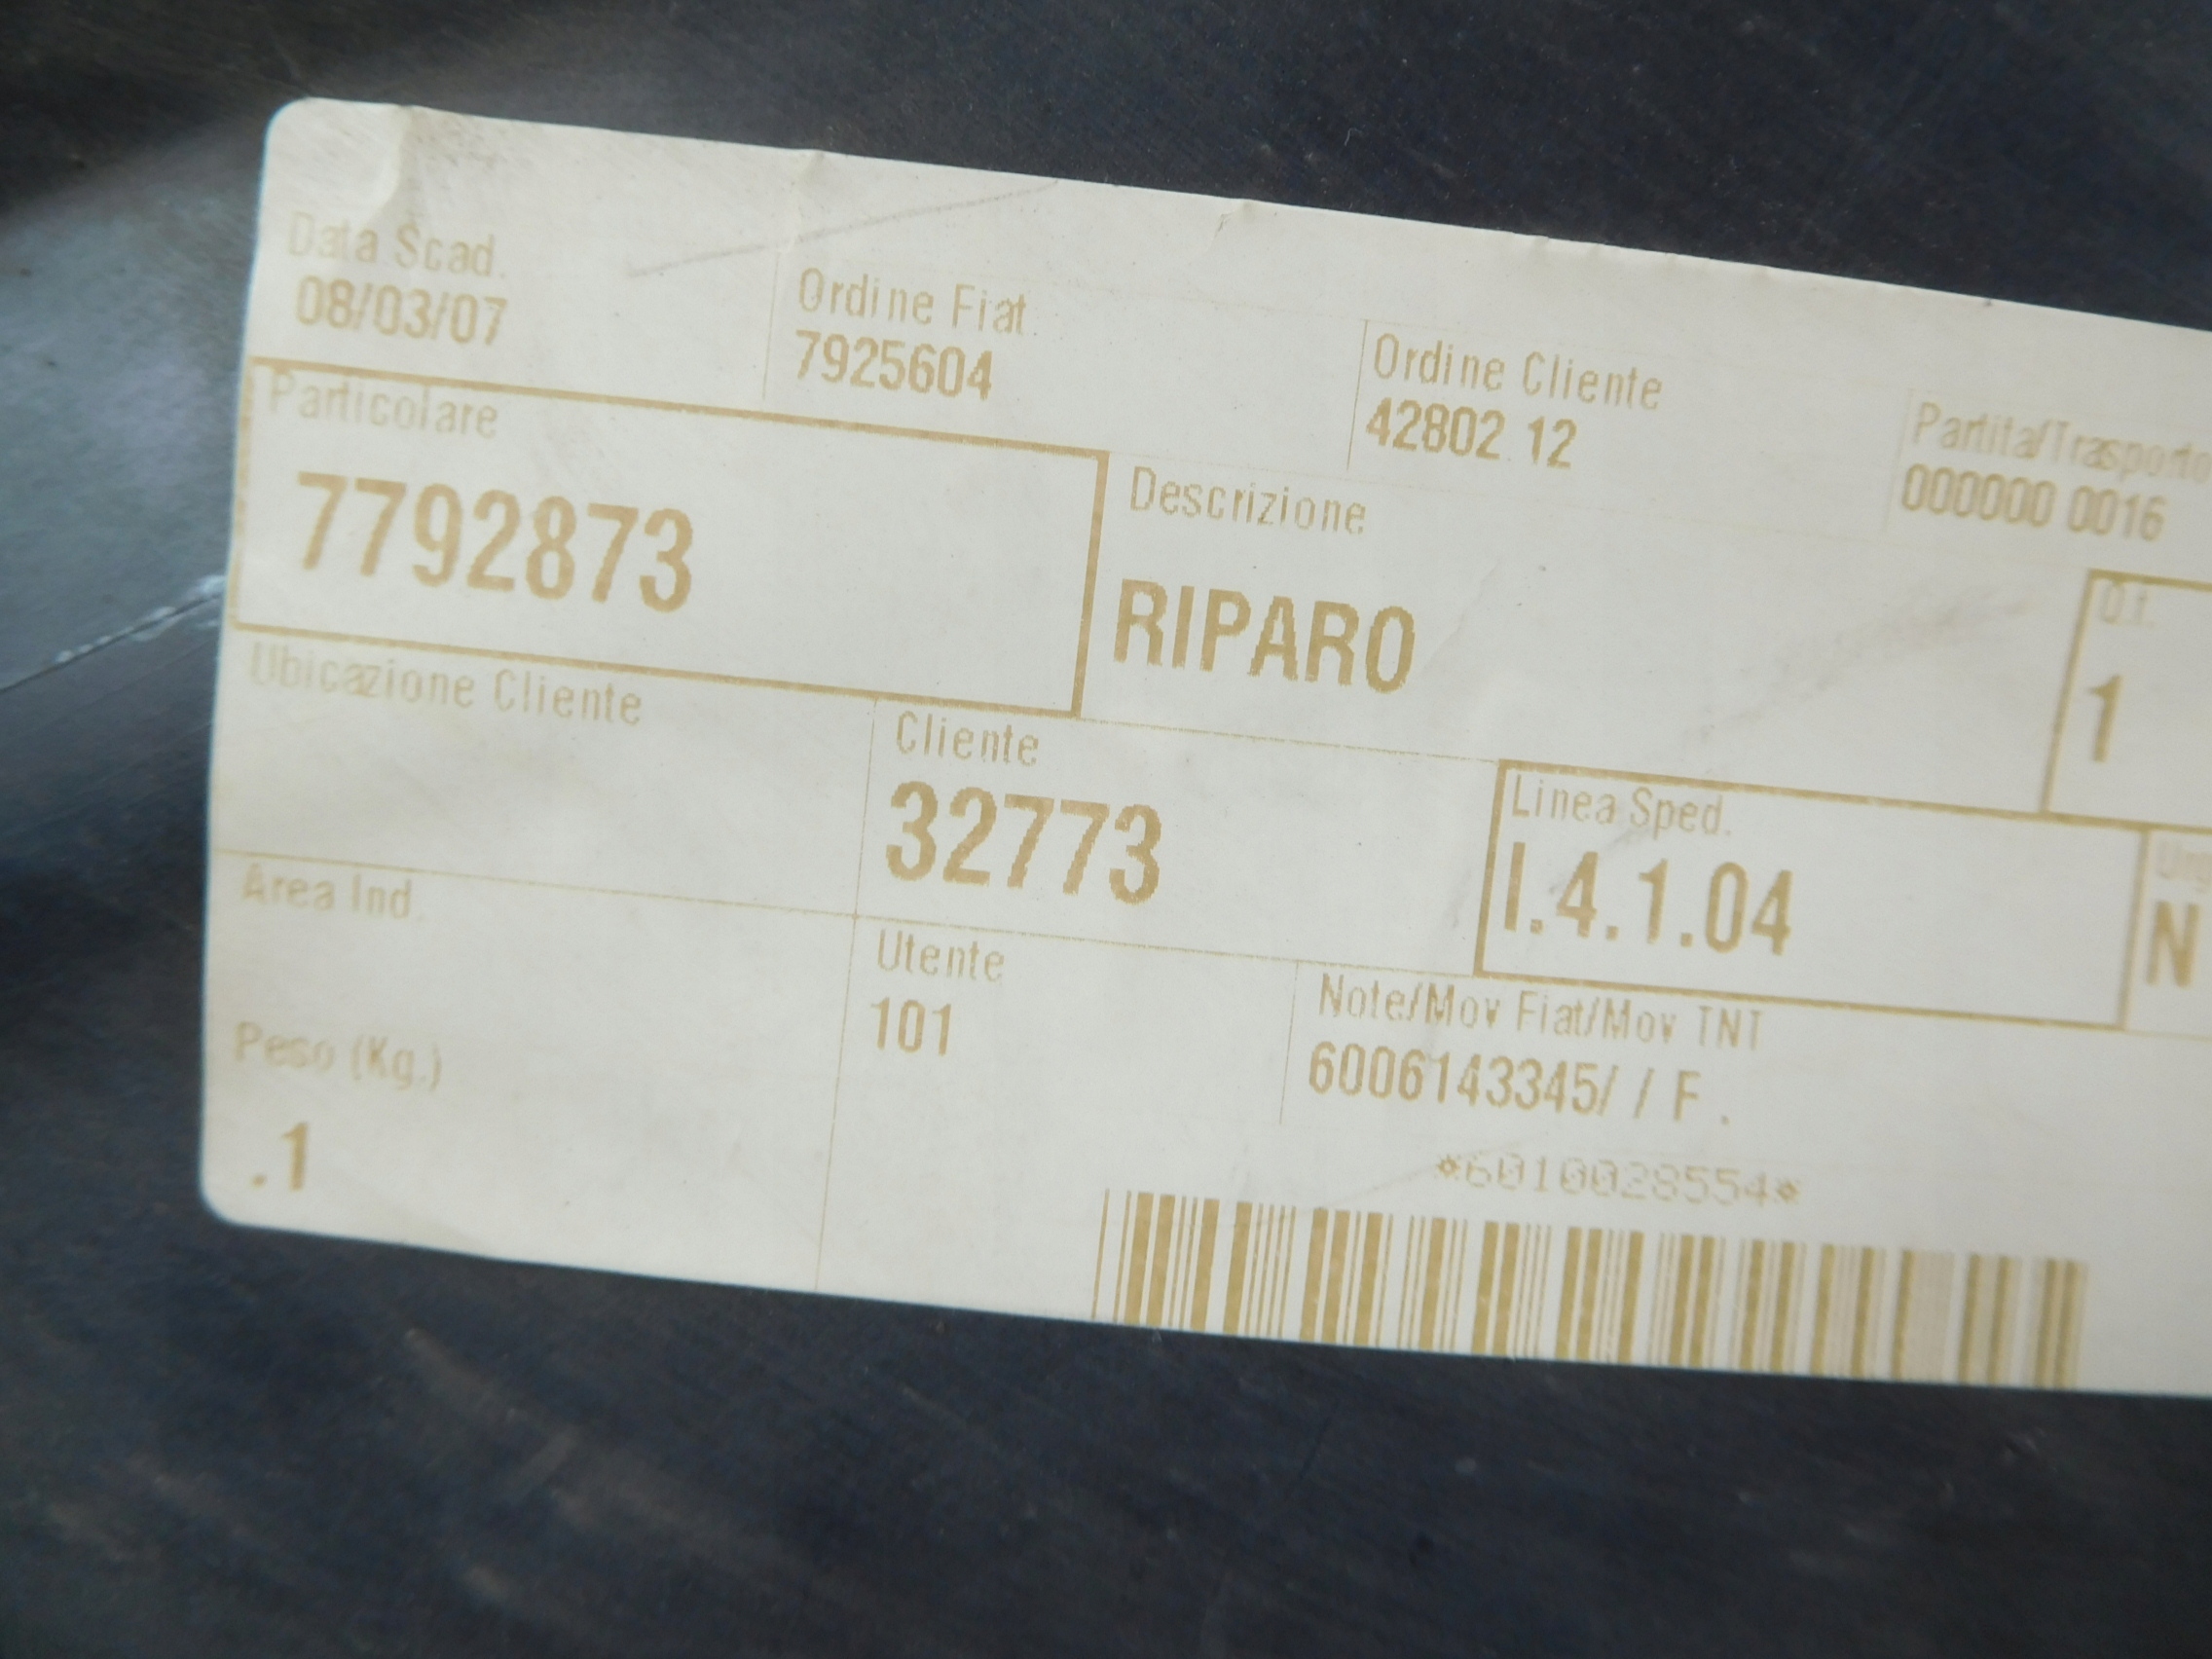 Data Scad.
08/03/07
Ordine Fiat.
7925604
Ordine Cliente
42802 12
Partita/Trasporto
000000 0016
Particolare
7792873
Descrizione
RIPARO
Q.t.
1
Ubicazione Cliente
Cliente
32773
Linea Sped.
I.4.1.04
Urg
N
Area Ind.
Utente
101
Note/Mov Fiat/Mov TNT
6006143345/ / F .
Peso (Kg.)
.1
*6010028554*